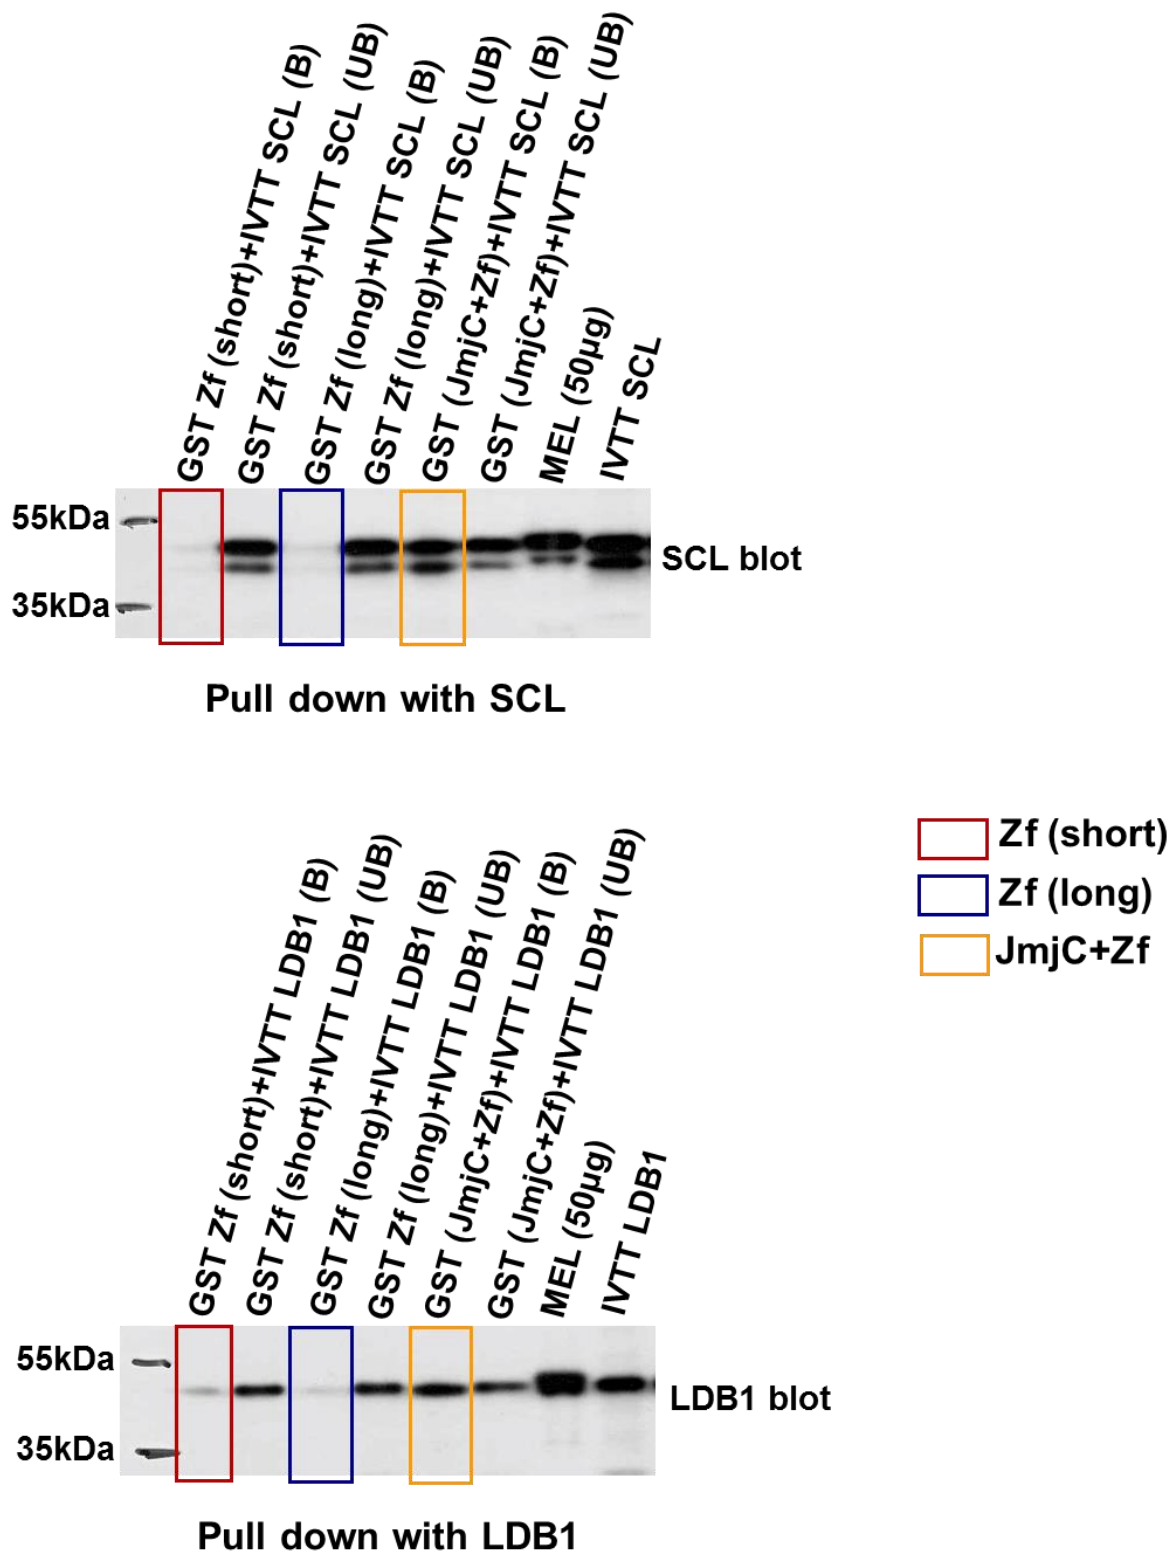 GST Zf (short)+IVTT SCL (B)
GST Zf (short)+IVTT SCL (UB)
GST Zf (long)+IVTT SCL (B)
GST Zf (long)+IVTT SCL (UB)
GST (JmjC+Zf)+IVTT SCL (B)
GST (JmjC+Zf)+IVTT SCL (UB)
MEL (50µg)
IVTT SCL
55kDa
SCL blot
35kDa
Pull down with SCL
Zf (short)
Zf (long)
JmjC+Zf
GST Zf (short)+IVTT LDB1 (B)
GST Zf (short)+IVTT LDB1 (UB)
GST Zf (long)+IVTT LDB1 (B)
GST Zf (long)+IVTT LDB1 (UB)
GST (JmjC+Zf)+IVTT LDB1 (B)
GST (JmjC+Zf)+IVTT LDB1 (UB)
MEL (50µg)
IVTT LDB1
55kDa
LDB1 blot
35kDa
Pull down with LDB1